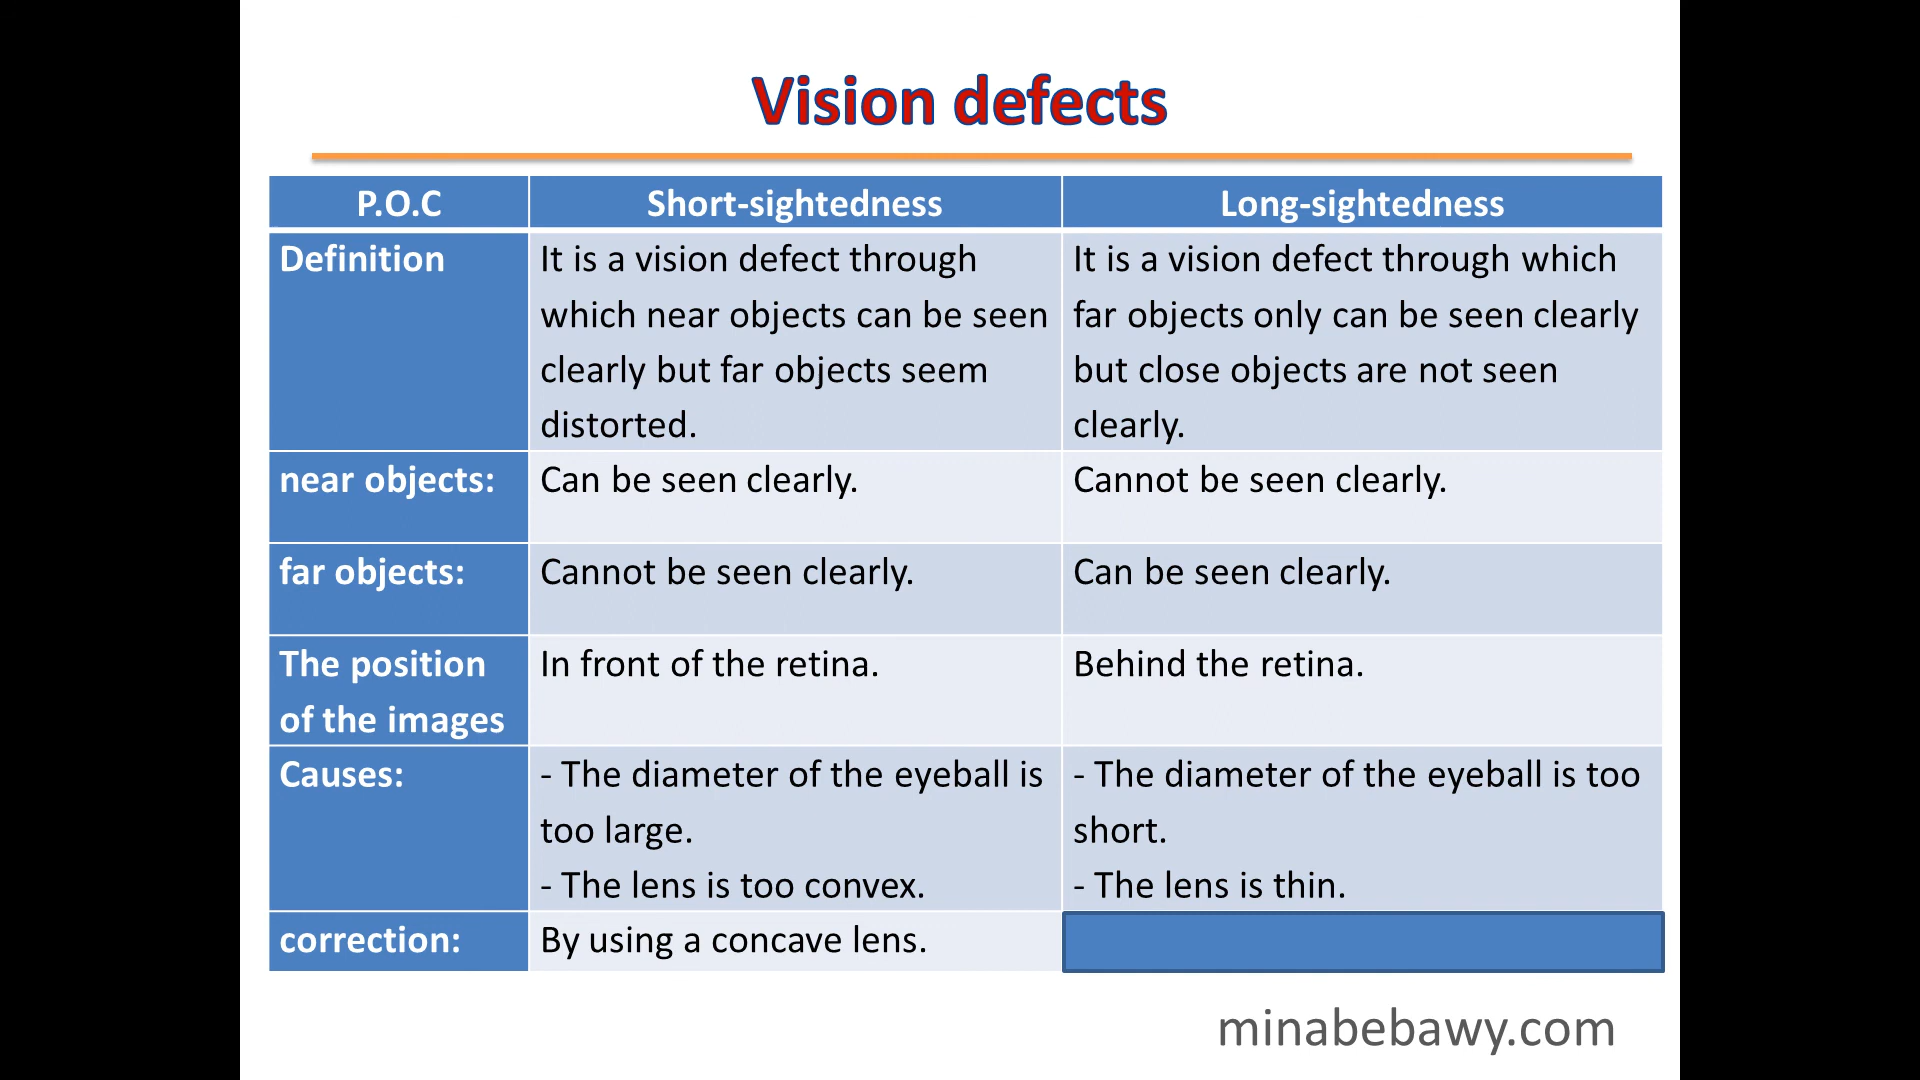 Vision defects
P.O.C
Short-sightedness
Long-sightedness
Definition
It is a vision defect through
which near objects can be seen
clearly but far objects seem
distorted.
It is a vision defect through which
far objects only can be seen clearly
but close objects are not seen
clearly.
near objects:
Can be seen clearly.
Cannot be seen clearly.
far objects:
Cannot be seen clearly.
Can be seen clearly.
The position
of the images
In front of the retina.
Behind the retina.
Causes:
- The diameter of the eyeball is
too large.
- The lens is too convex.
- The diameter of the eyeball is too
short.
- The lens is thin.
correction:
By using a concave lens.
minabebawy.com